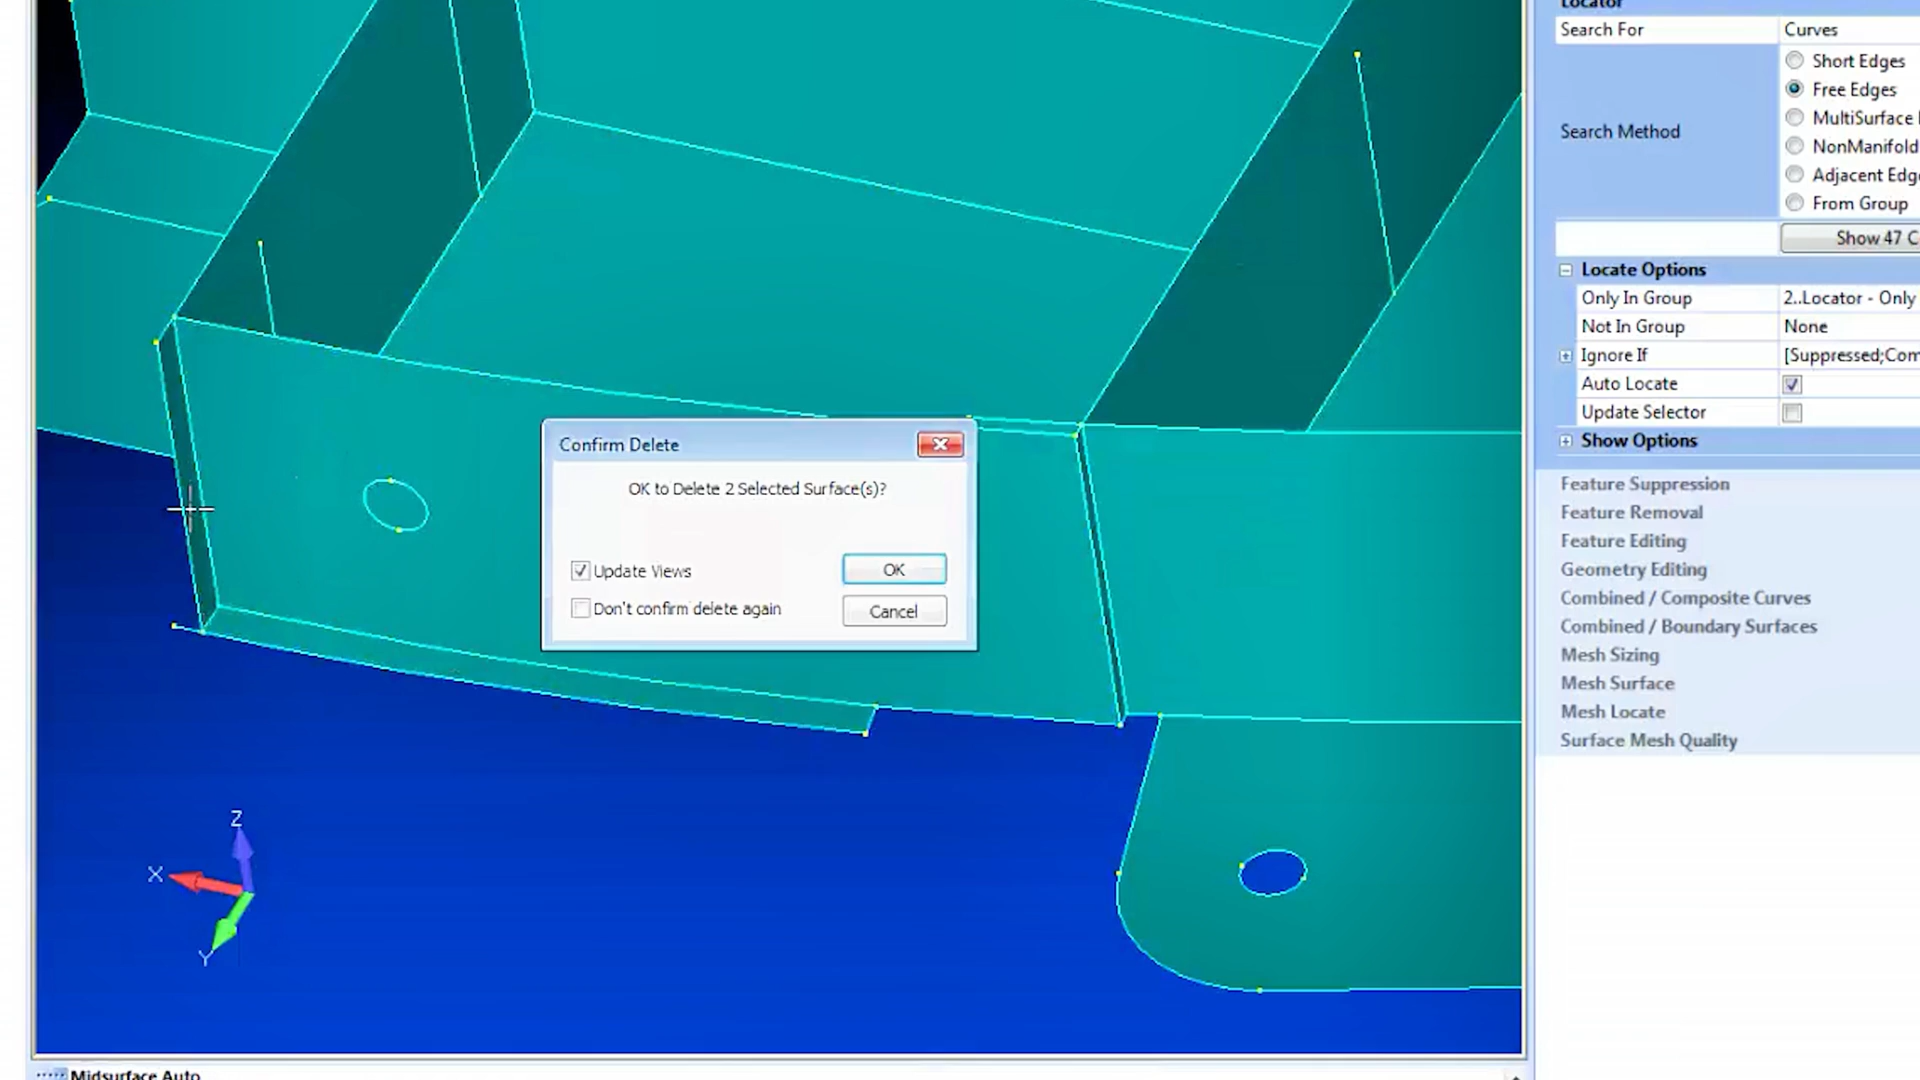 Locator
Search For
Curves
Short Edges
Free Edges
Search Method
MultiSurface
NonManifold
Adjacent Edg
From Group
Show 47 C
Locate Options
Only In Group
2..Locator - Only
Not In Group
None
Ignore If
[Suppressed;Com
Auto Locate
Update Selector
Show Options
Feature Suppression
Feature Removal
Feature Editing
Geometry Editing
Combined / Composite Curves
Combined / Boundary Surfaces
Mesh Sizing
Mesh Surface
Mesh Locate
Surface Mesh Quality
Confirm Delete
OK to Delete 2 Selected Surface(s)?
Update Views
OK
Don't confirm delete again
Cancel
Z
X
Y
Midsurface Auto